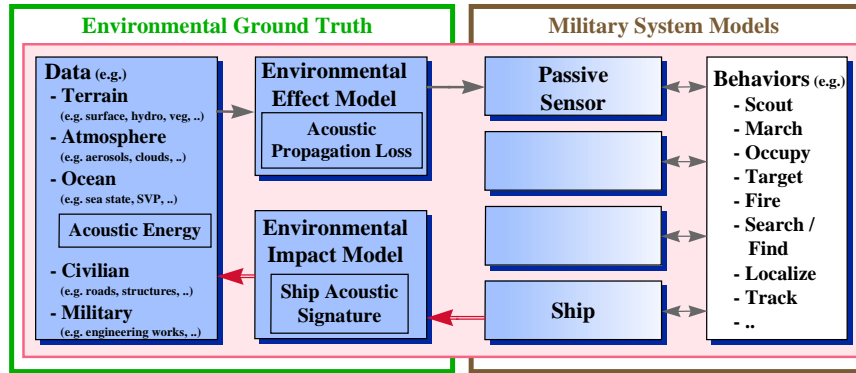 Environmental Ground Truth
Military System Models
Data (e.g.)
- Terrain
(e.g. surface, hydro, veg, ..)
- Atmosphere
(e.g. aerosols, clouds, ..)
- Ocean
(e.g. sea state, SVP, ..)
Acoustic Energy
- Civilian
(e.g. roads, structures, ..)
- Military
(e.g. engineering works, ..)
Environmental
Effect Model
Acoustic
Propagation Loss
Environmental
Impact Model
Ship Acoustic
Signature
Passive
Sensor
Ship
Behaviors (e.g.)
- Scout
- March
- Occupy
- Target
- Fire
- Search /
Find
- Localize
- Track
- ..